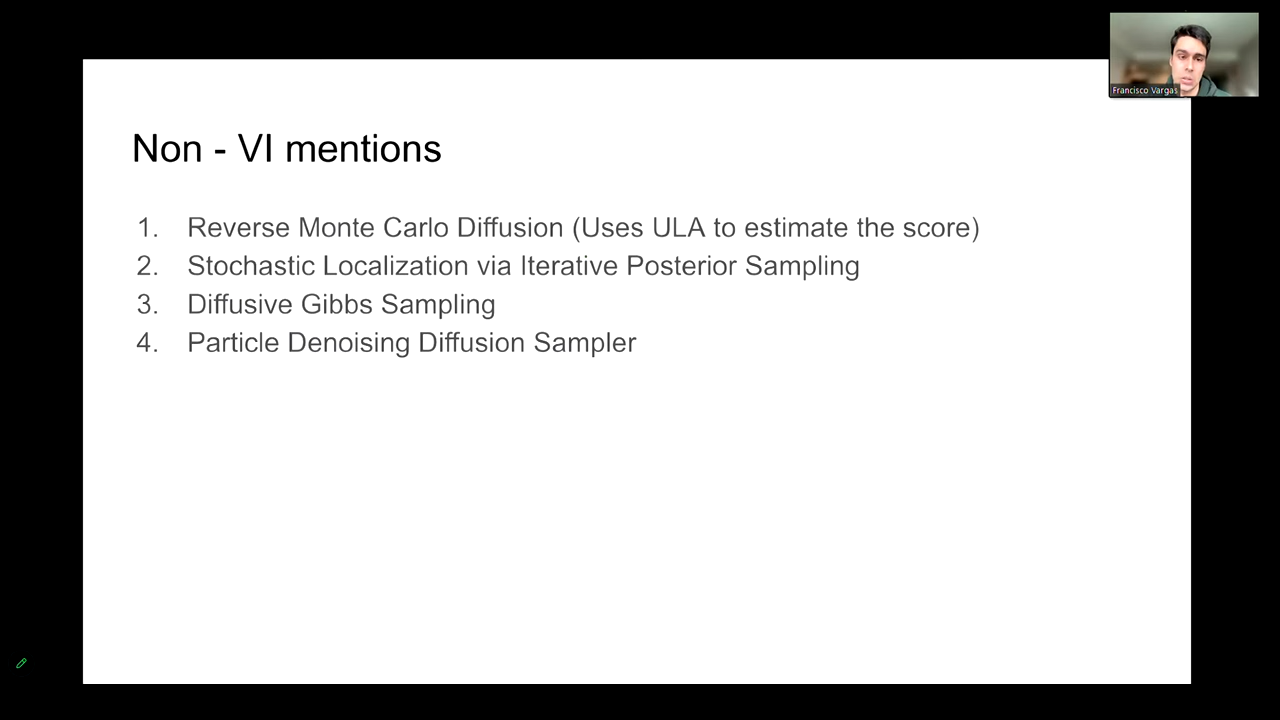 Francisco Vargas
Non - VI mentions
1. Reverse Monte Carlo Diffusion (Uses ULA to estimate the score)
2. Stochastic Localization via Iterative Posterior Sampling
3. Diffusive Gibbs Sampling
4. Particle Denoising Diffusion Sampler